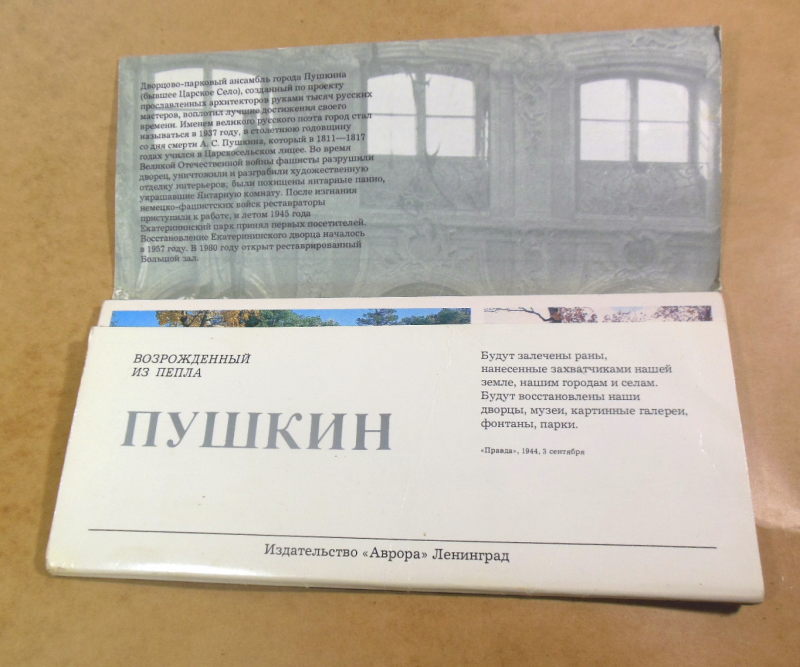 Дворцово-парковый ансамбль города Пушкина
(бывшее Царское Село), созданный по проекту
прославленных архитекторов руками тысяч русских
мастеров, воплотил лучшие достижения своего
времени. Именем великого русского поэта город стал
называться в 1937 году, в столетнюю годовщину
со дня смерти А. С. Пушкина, который в 1811—1817
годах учился в Царскосельском лицее. Во время
Великой Отечественной войны фашисты разрушили
дворец, уничтожили и разграбили художественную
отделку интерьеров; были похищены янтарные панно,
украшавшие Янтарную комнату. После изгнания
немецко-фашистских войск реставраторы
приступили к работе, и летом 1945 года
Екатерининский парк принял первых посетителей.
Восстановление Екатерининского дворца началось
в 1957 году. В 1980 году открыт реставрированный
Большой зал.
ВОЗРОЖДЕННЫЙ
ИЗ ПЕПЛА
ПУШКИН
Будут залечены раны,
нанесенные захватчиками нашей
земле, нашим городам и селам.
Будут восстановлены наши
дворцы, музеи, картинные галереи,
фонтаны, парки.
«Правда», 1944, 3 сентября
Издательство «Аврора» Ленинград